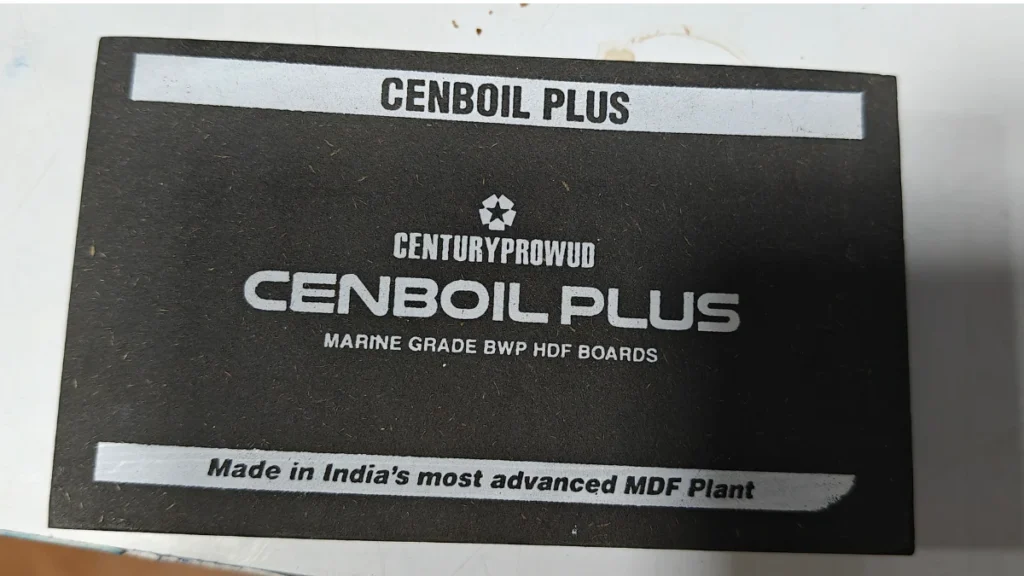 CENBOIL PLUS
CENTURYPROWUD
CENBOIL PLUS
MARINE GRADE BWP HDF BOARDS
Made in India's most advanced MDF Plant